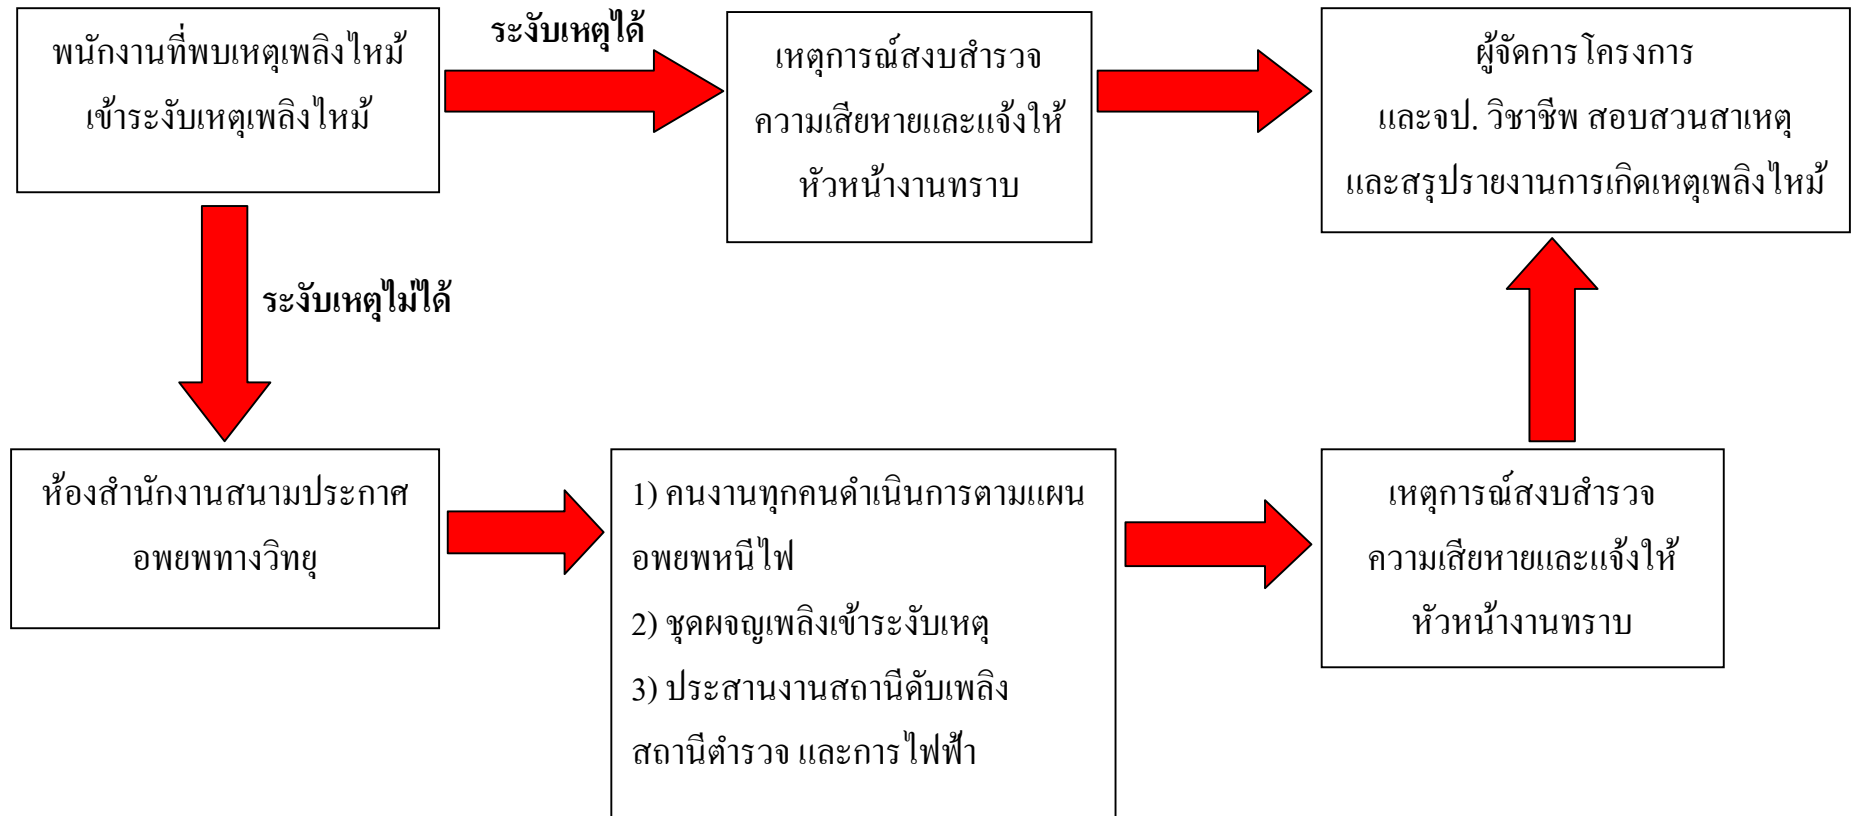 พนักงานที่พบเหตุเพลิงไหม้
เข้าระงับเหตุเพลิงไหม้
ระงับเหตุได้
เหตุการณ์สงบสำรวจ
ความเสียหายและแจ้งให้
หัวหน้างานทราบ
ผู้จัดการโครงการ
และจป. วิชาชีพ สอบสวนสาเหตุ
และสรุปรายงานการเกิดเหตุเพลิงไหม้
ระงับเหตุไม่ได้
ห้องสำนักงานสนามประกาศ
อพยพทางวิทยุ
1) คนงานทุกคนดำเนินการตามแผน
อพยพหนีไฟ
2) ชุดผจญเพลิงเข้าระงับเหตุ
3) ประสานงานสถานีดับเพลิง
สถานีตำรวจ และการไฟฟ้า
เหตุการณ์สงบสำรวจ
ความเสียหายและแจ้งให้
หัวหน้างานทราบ